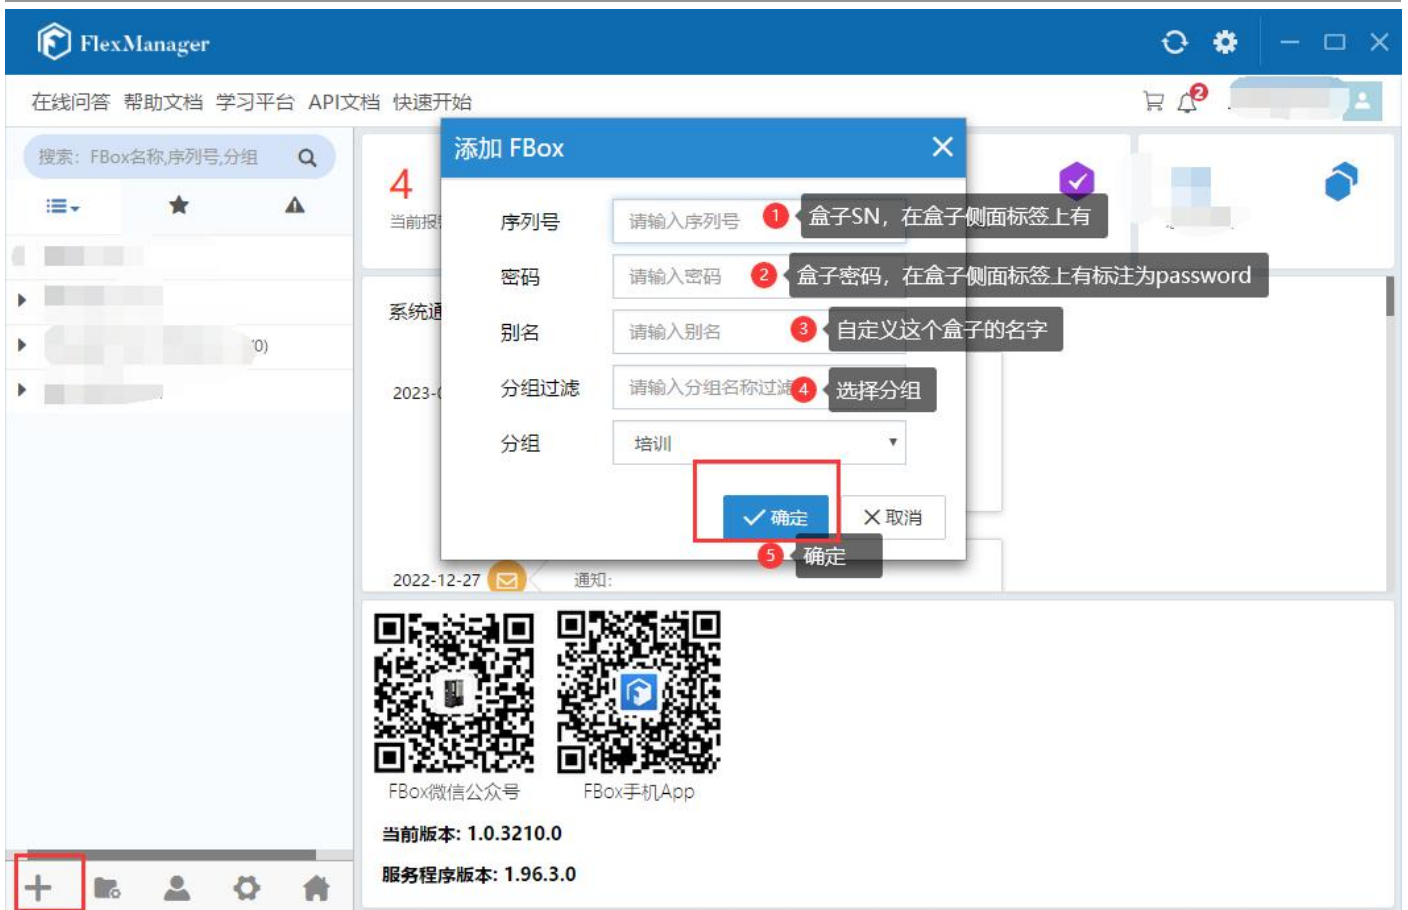 FlexManager
在线问答 帮助文档 学习平台 API文档 快速开始
2
搜索：FBox名称,序列号,分组
添加 FBox
4
当前报
序列号
请输入序列号
1
盒子SN，在盒子侧面标签上有
密码
请输入密码
2
盒子密码，在盒子侧面标签上有标注为password
系统通
别名
请输入别名
3
自定义这个盒子的名字
0)
2023-0
分组过滤
请输入分组名称过滤
4
选择分组
分组
培训
确定
取消
5
确定
2022-12-27
通知:
FBox微信公众号
FBox手机App
当前版本: 1.0.3210.0
服务程序版本: 1.96.3.0